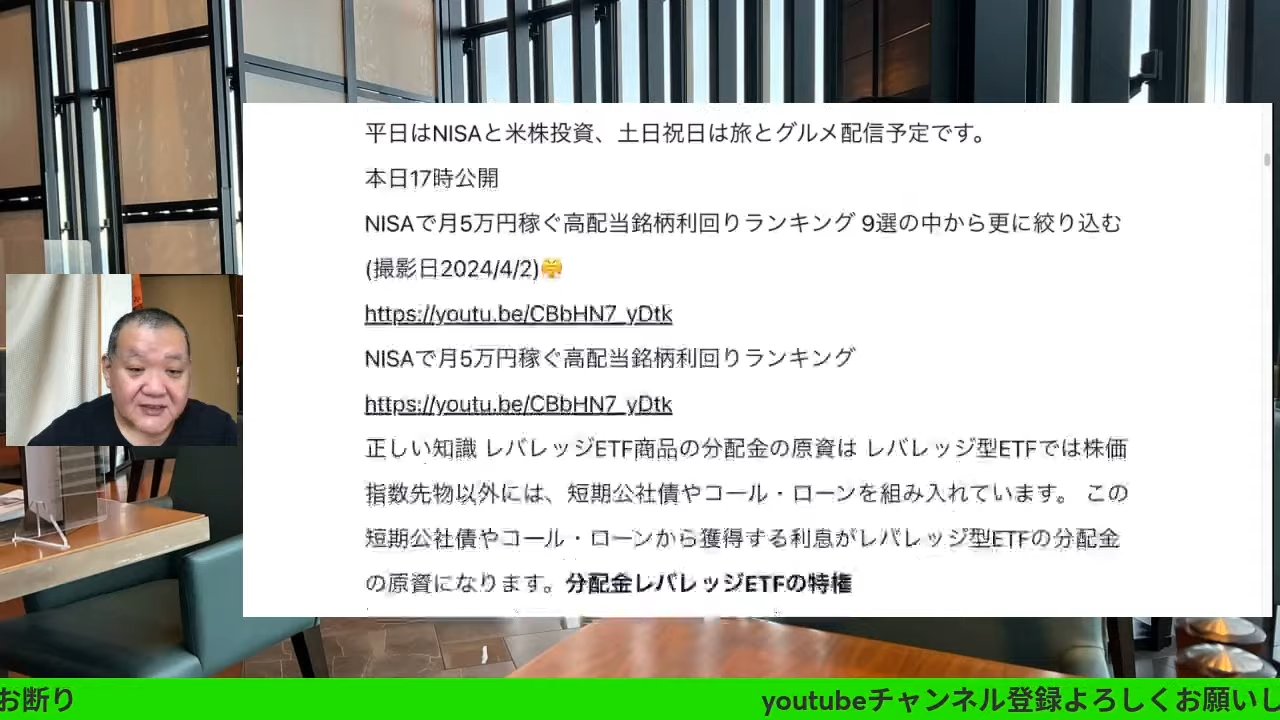 平日はNISAと米株投資、土日祝日は旅とグルメ配信予定です。
本日17時公開
NISAで月5万円稼ぐ高配当銘柄利回りランキング 9選の中から更に絞り込む
(撮影日2024/4/2)🤗
https://youtu.be/CBbHN7_yDtk
NISAで月5万円稼ぐ高配当銘柄利回りランキング
https://youtu.be/CBbHN7_yDtk
正しい知識 レバレッジETF商品の分配金の原資は レバレッジ型ETFでは株価
指数先物以外には、短期公社債やコール・ローンを組み入れています。 この
短期公社債やコール・ローンから獲得する利息がレバレッジ型ETFの分配金
の原資になります。分配金レバレッジETFの特権
お断り
youtubeチャンネル登録よろしくお願いし